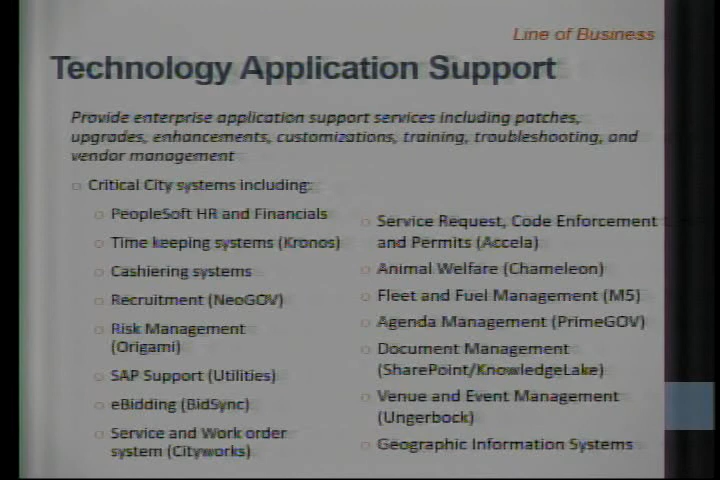 Line of Business
Technology Application Support
Provide enterprise application support services including patches,
upgrades, enhancements, customizations, training, troubleshooting, and
vendor management
Critical City systems including:
PeopleSoft HR and Financials
Time keeping systems (Kronos)
Cashiering systems
Recruitment (NeoGOV)
Risk Management
(Origami)
SAP Support (Utilities)
eBidding (BidSync)
Service and Work order
system (Cityworks)
Service Request, Code Enforcement
and Permits (Accela)
Animal Welfare (Chameleon)
Fleet and Fuel Management (M5)
Agenda Management (PrimeGOV)
Document Management
(SharePoint/KnowledgeLake)
Venue and Event Management
(Ungerbock)
Geographic Information Systems